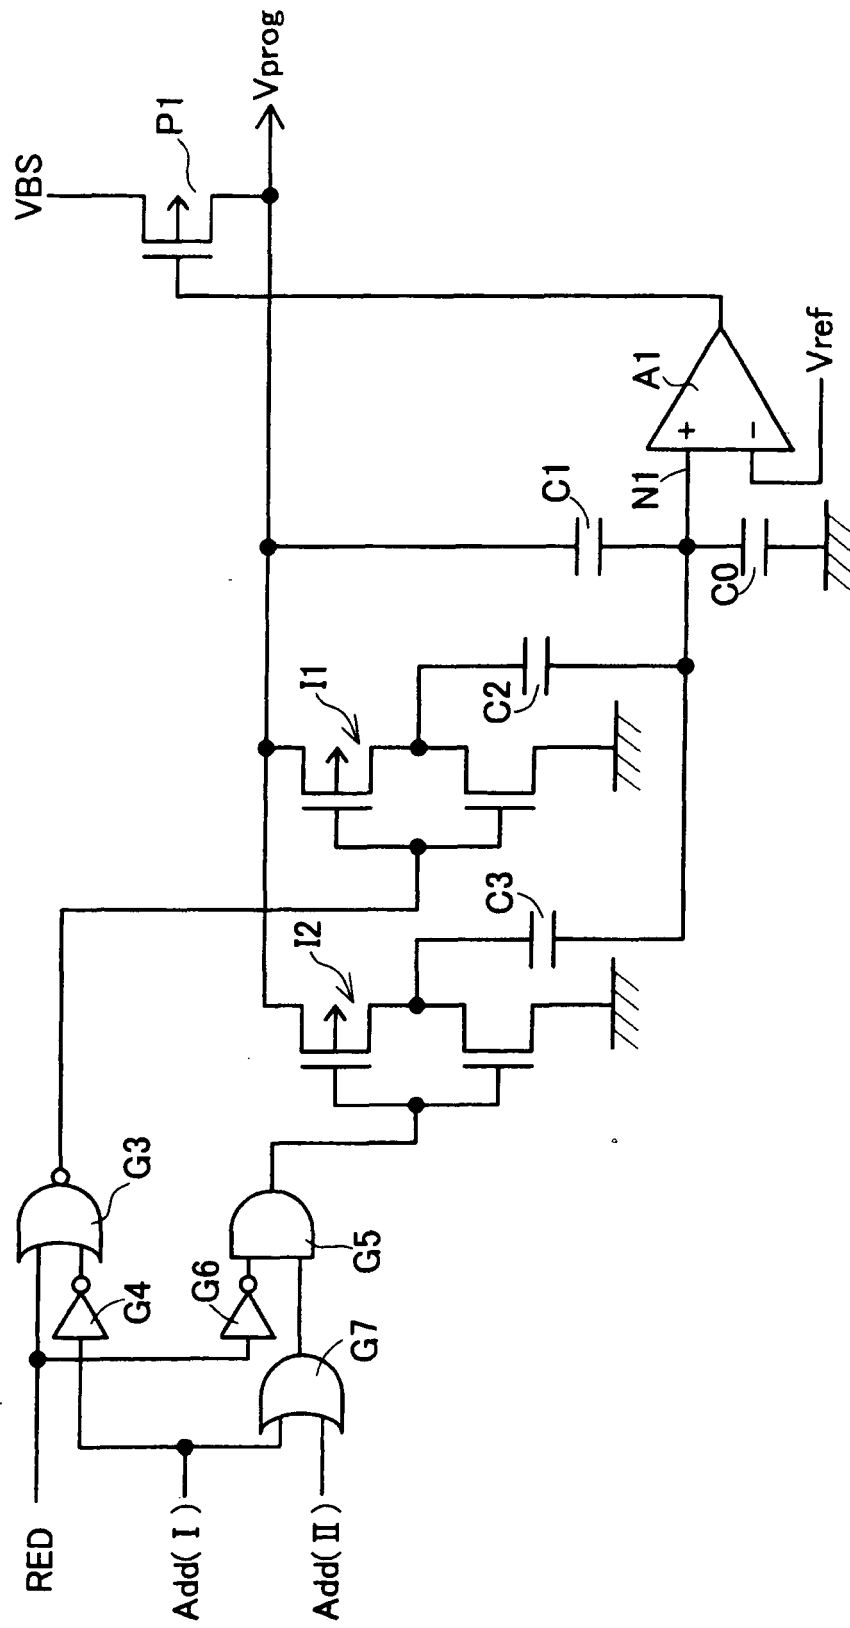 VBS
P1
Vprog
G3
G4
G6
G5
G7
RED
Add(I)
Add(II)
I2
I1
C3
C2
C1
C0
N1
A1
+
−
Vref